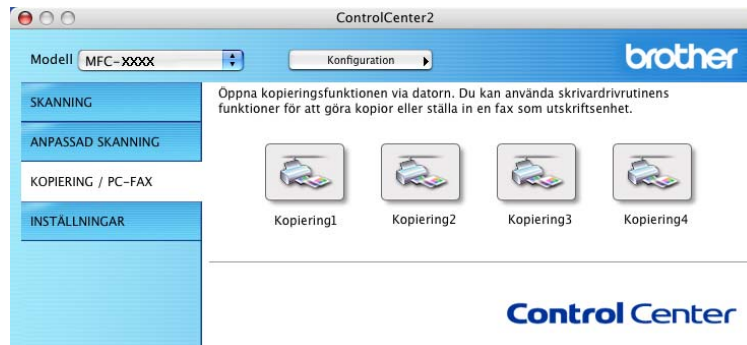 ControlCenter2
Modell MFC-XXXX Konfiguration
brother
SKANNING
ANPASSAD SKANNING
KOPIERING / PC-FAX
INSTÄLLNINGAR
Öppna kopieringsfunktionen via datorn. Du kan använda skrivardrivrutinens
funktioner för att göra kopior eller ställa in en fax som utskriftsenhet.
Kopiering1 Kopiering2 Kopiering3 Kopiering4
Control Center